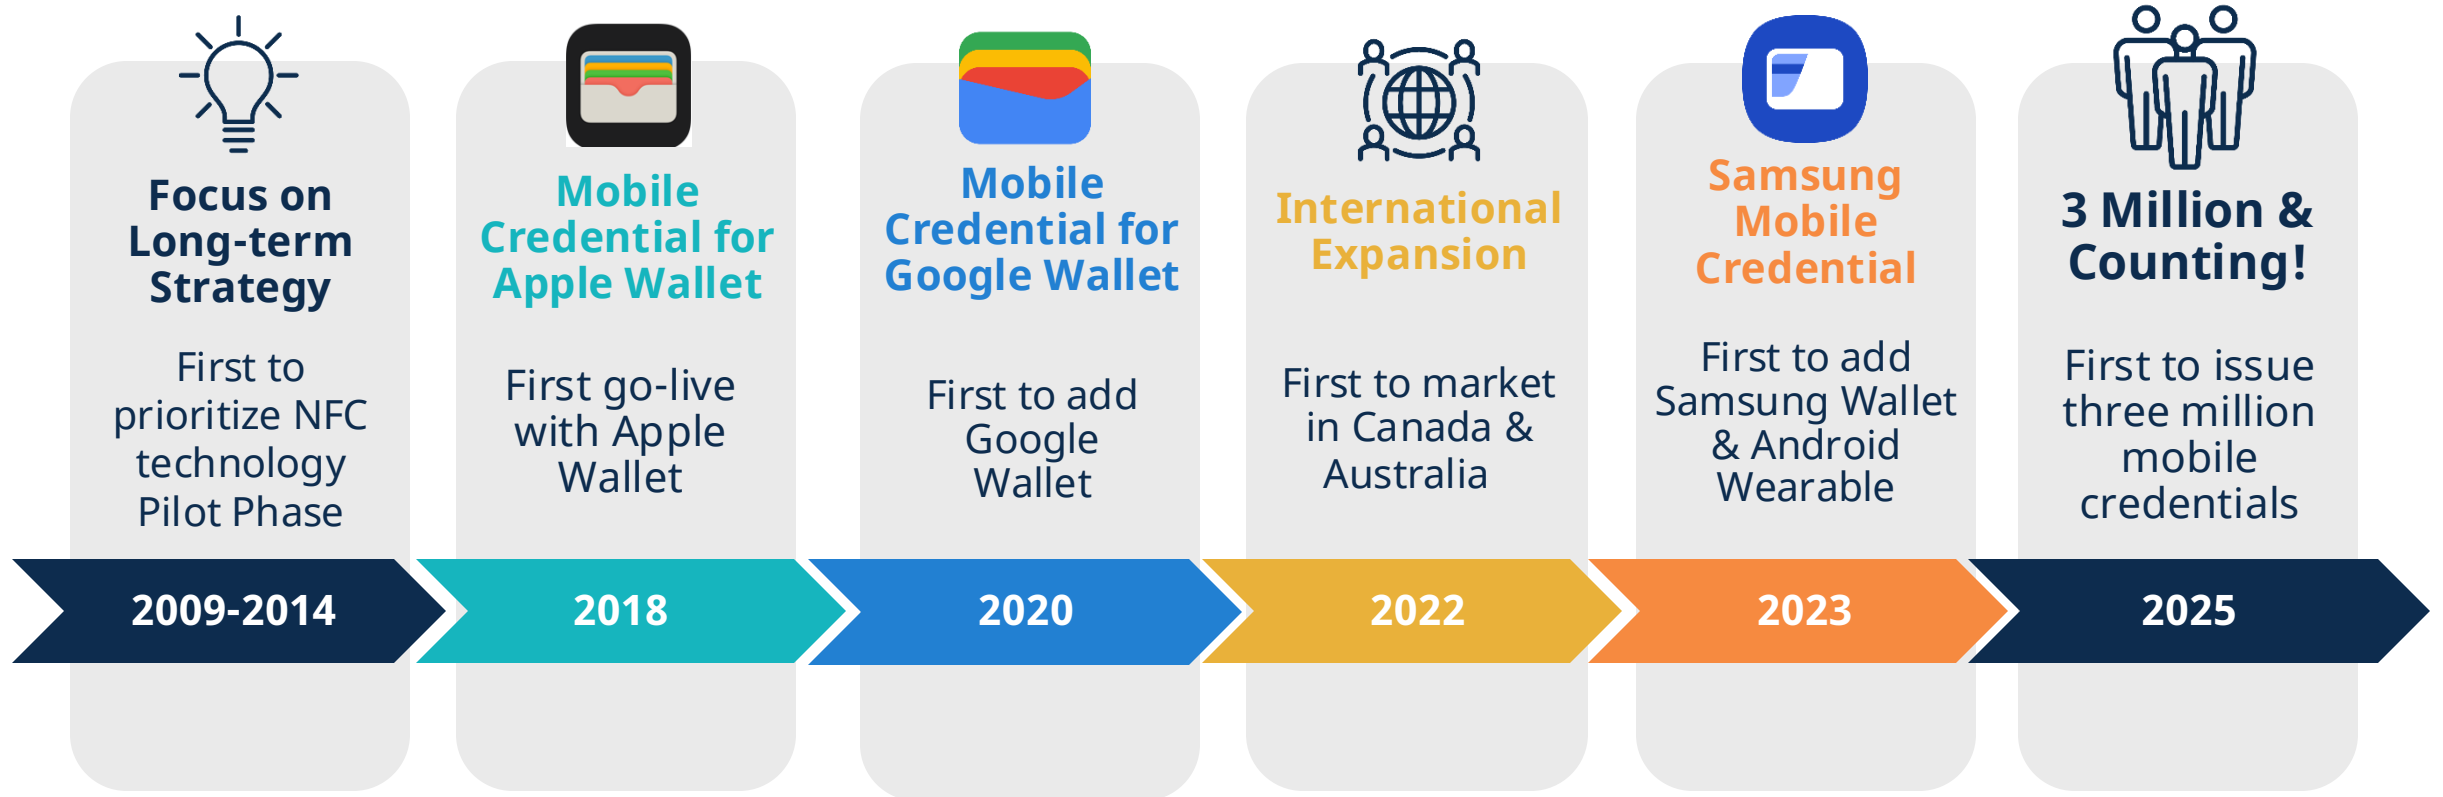 Focus on
Long-term
Strategy
First to
prioritize NFC
technology
Pilot Phase
2009-2014
Mobile
Credential for
Apple Wallet
First go-live
with Apple
Wallet
2018
Mobile
Credential for
Google Wallet
First to add
Google
Wallet
2020
International
Expansion
First to market
in Canada &
Australia
2022
Samsung
Mobile
Credential
First to add
Samsung Wallet
& Android
Wearable
2023
3 Million &
Counting!
First to issue
three million
mobile
credentials
2025